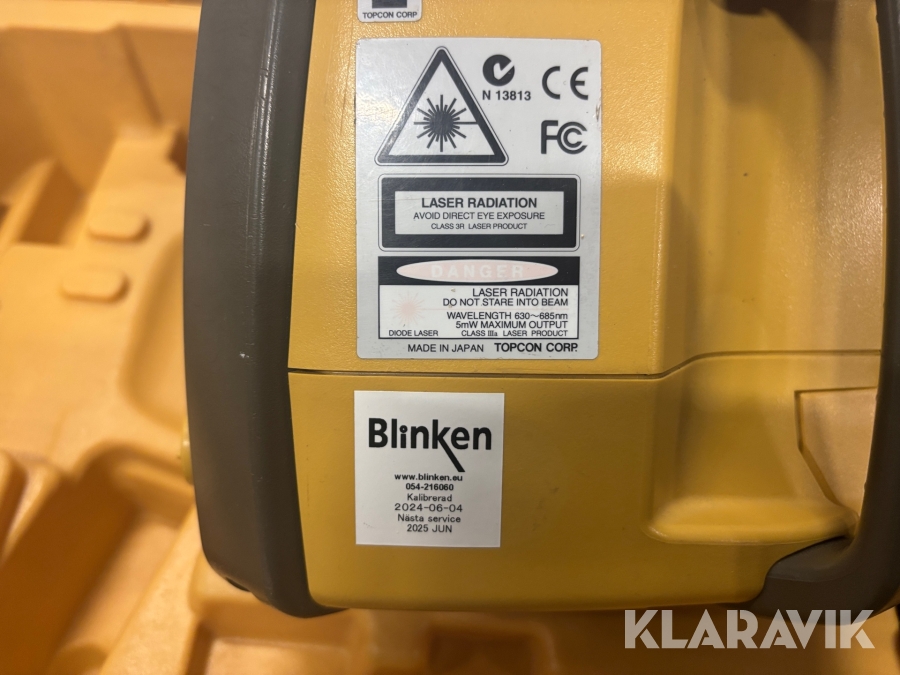 TOPCON CORP
N 13813
CE
FC
LASER RADIATION
AVOID DIRECT EYE EXPOSURE
CLASS 3R LASER PRODUCT
DANGER
LASER RADIATION
DO NOT STARE INTO BEAM
WAVELENGTH 630~685nm
5mW MAXIMUM OUTPUT
DIODE LASER CLASS IIIa LASER PRODUCT
MADE IN JAPAN TOPCON CORP.
Blinken
www.blinken.eu
054-216060
Kalibrerad
2024-06-04
Nästa service
2025 JUN
KLARAVIK